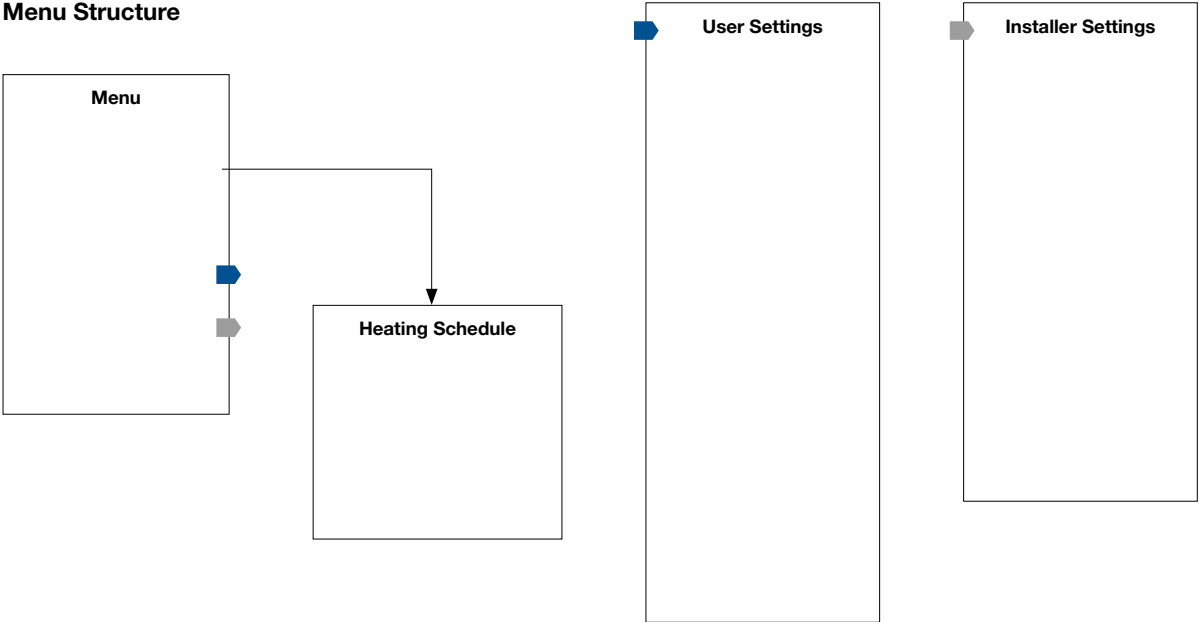 Menu Structure
Menu
Heating Schedule
User Settings
Installer Settings